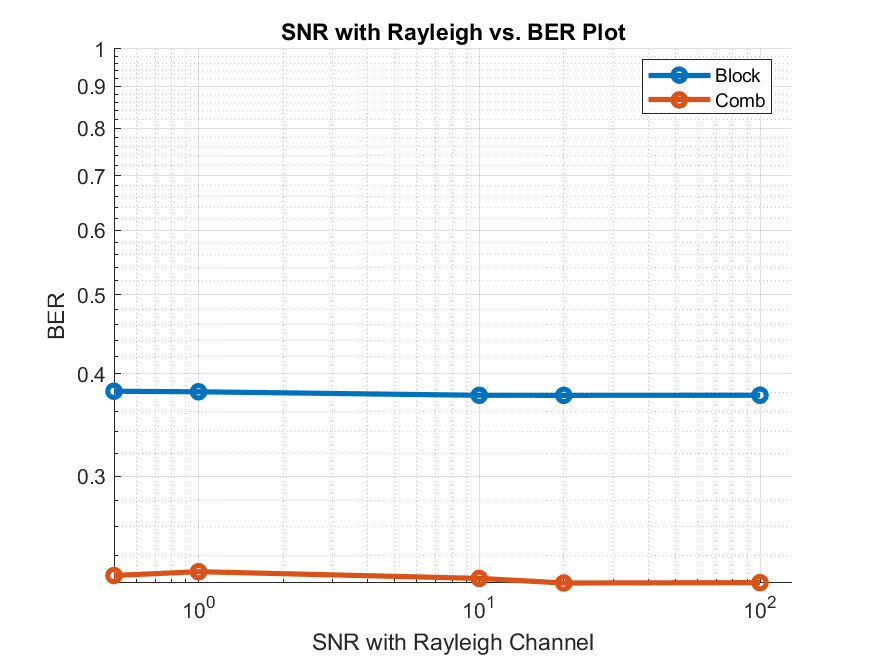 SNR with Rayleigh vs. BER Plot
1
0.9
0.8
0.7
0.6
0.5
0.4
0.3
BER
Block
Comb
10^0
10^1
10^2
SNR with Rayleigh Channel